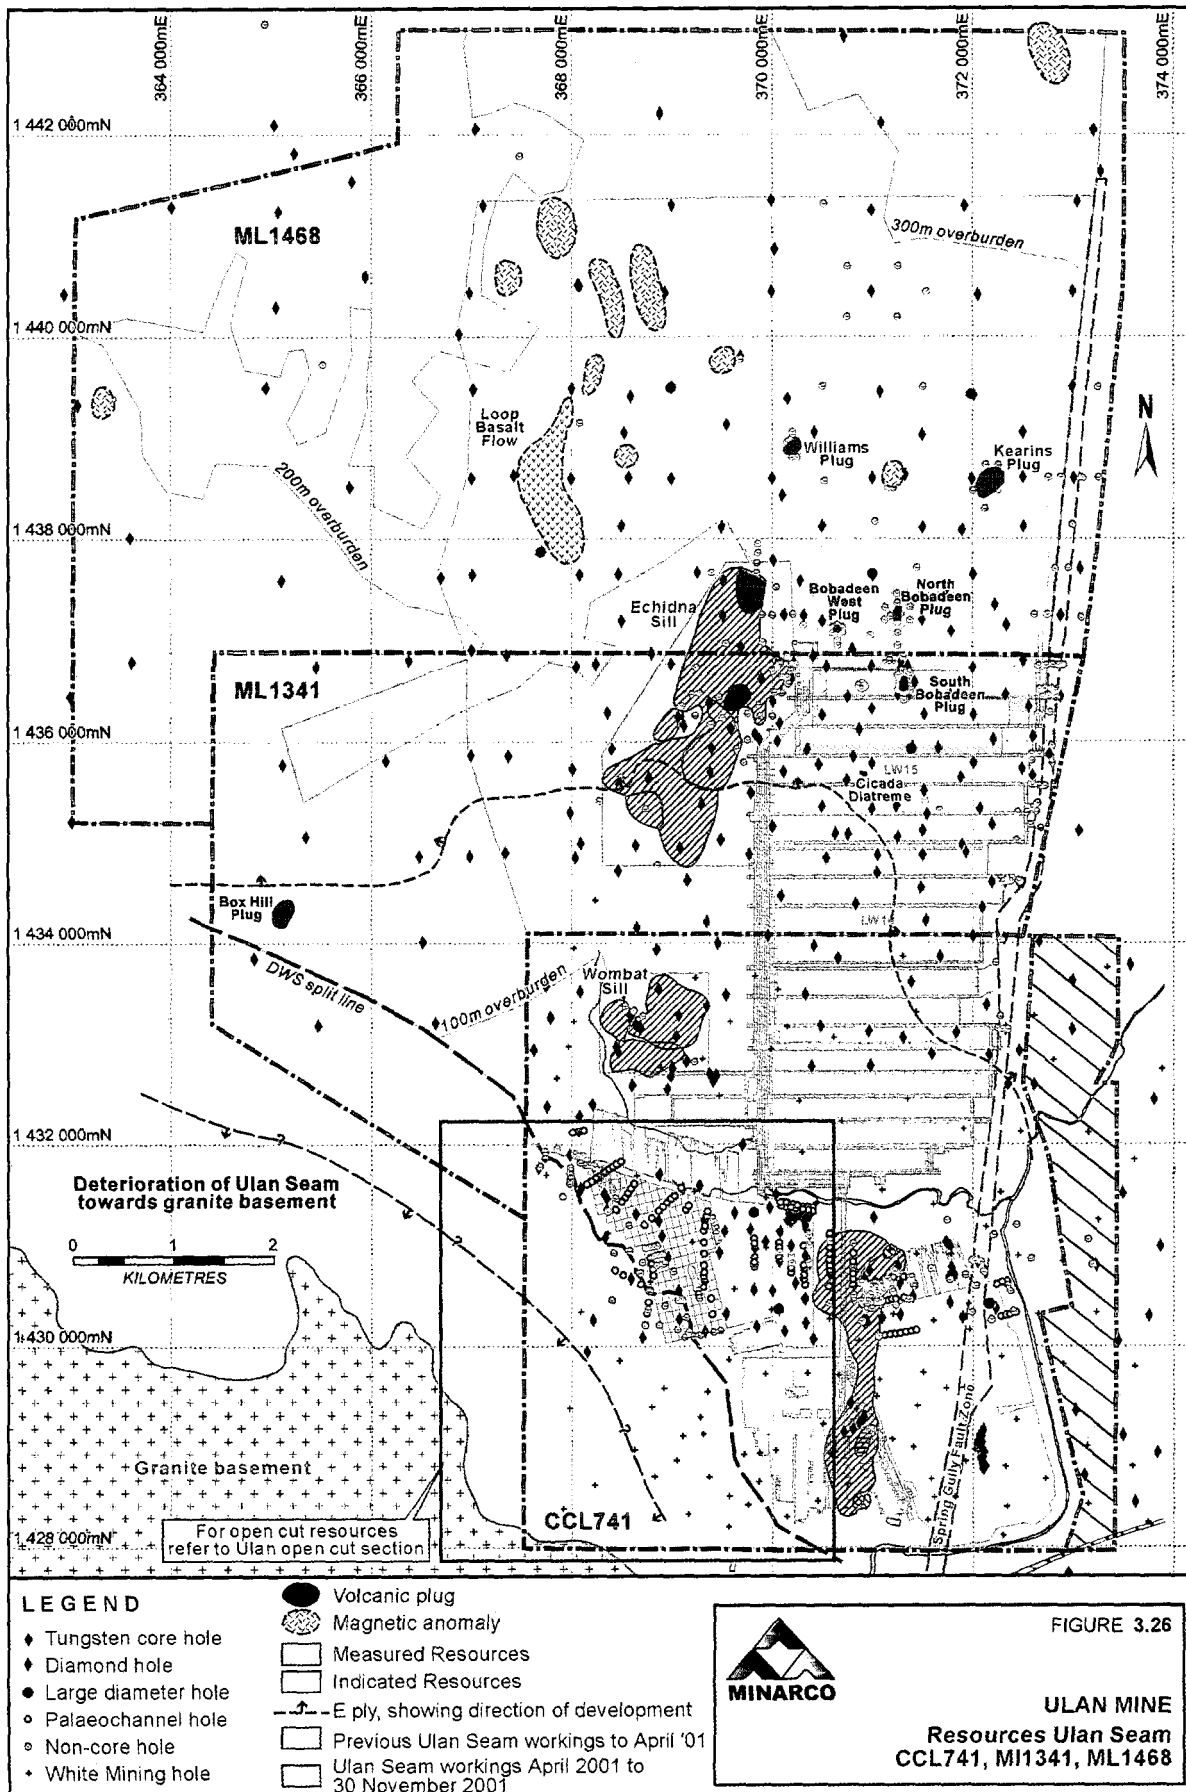 364 000mE
366 000mE
368 000mE
370 000mE
372 000mE
374 000mE
1 442 000mN
ML1468
300m overburden
1 440 000mN
Loop
Basalt
Flow
Williams
Plug
Kearins
Plug
N
200m overburden
1 438 000mN
Echidna
Sill
Bobadeen
West
Plug
North
Bobadeen
Plug
ML1341
South
Bobadeen
Plug
1 436 000mN
LW15
Cicada
Diatreme
Box Hill
Plug
LW1
1 434 000mN
DWS split line
100m overburden
Wombat
Sill
1 432 000mN
?
Deterioration of Ulan Seam
towards granite basement
?
0 1 2
KILOMETRES
1 430 000mN
?
Granite basement
Spring Gully Fault Zone
CCL741
For open cut resources
refer to Ulan open cut section
1 428 000mN
LEGEND
Tungsten core hole
Diamond hole
Large diameter hole
Palaeochannel hole
Non-core hole
White Mining hole
Volcanic plug
Magnetic anomaly
Measured Resources
Indicated Resources
E ply, showing direction of development
Previous Ulan Seam workings to April '01
Ulan Seam workings April 2001 to
30 November 2001
MINARCO
FIGURE 3.26
ULAN MINE
Resources Ulan Seam
CCL741, MI1341, ML1468